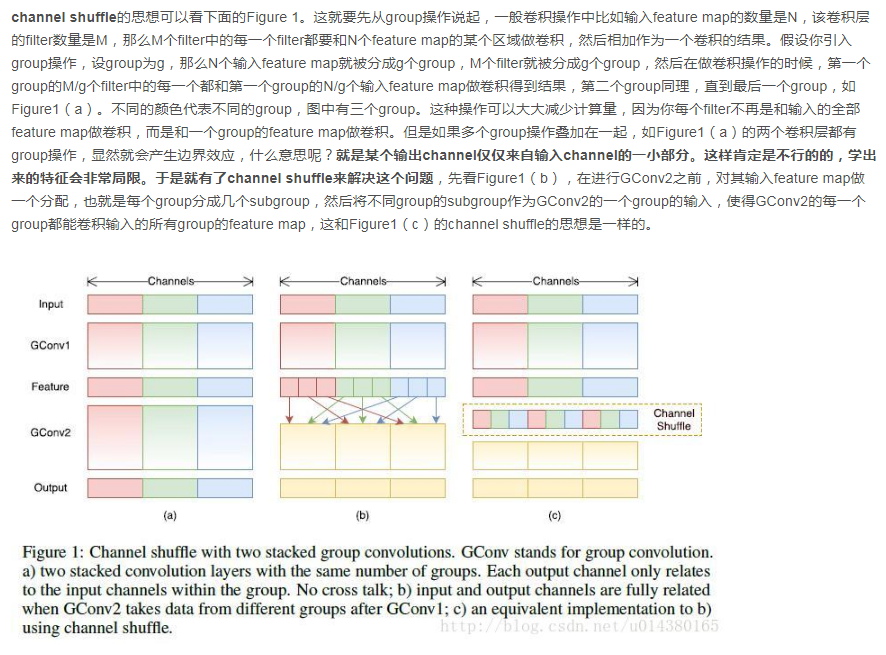 channel shuffle的思想可以看下面的Figure 1。这就要先从group操作说起，一般卷积操作中比如输入feature map的数量是N，该卷积层
的filter数量是M，那么M个filter中的每一个filter都要和N个feature map的某个区域做卷积，然后相加作为一个卷积的结果。假设你引入
group操作，设group为g，那么N个输入feature map就被分成g个group，M个filter就被分成g个group，然后在做卷积操作的时候，第一个
group的M/g个filter中的每一个都和第一个group的N/g个输入feature map做卷积得到结果，第二个group同理，直到最后一个group，如
Figure1（a）。不同的颜色代表不同的group，图中有三个group。这种操作可以大大减少计算量，因为你每个filter不再是和输入的全部
feature map做卷积，而是和一个group的feature map做卷积。但是如果多个group操作叠加在一起，如Figure1（a）的两个卷积层都有
group操作，显然就会产生边界效应，什么意思呢？就是某个输出channel仅仅来自输入channel的一小部分。这样肯定是不行的的，学出
来的特征会非常局限。于是就有了channel shuffle来解决这个问题，先看Figure1（b），在进行GConv2之前，对其输入feature map做
一个分配，也就是每个group分成几个subgroup，然后将不同group的subgroup作为GConv2的一个group的输入，使得GConv2的每一个
group都能卷积输入的所有group的feature map，这和Figure1（c）的channel shuffle的思想是一样的。
Channels Channels Channels
Input
GConv1
Feature
Channel
Shuffle
GConv2
Output
(a) (b) (c)
Figure 1: Channel shuffle with two stacked group convolutions. GConv stands for group convolution.
a) two stacked convolution layers with the same number of groups. Each output channel only relates
to the input channels within the group. No cross talk; b) input and output channels are fully related
when GConv2 takes data from different groups after GConv1; c) an equivalent implementation to b)
using channel shuffle.
http://blog.csdn.net/u014380165